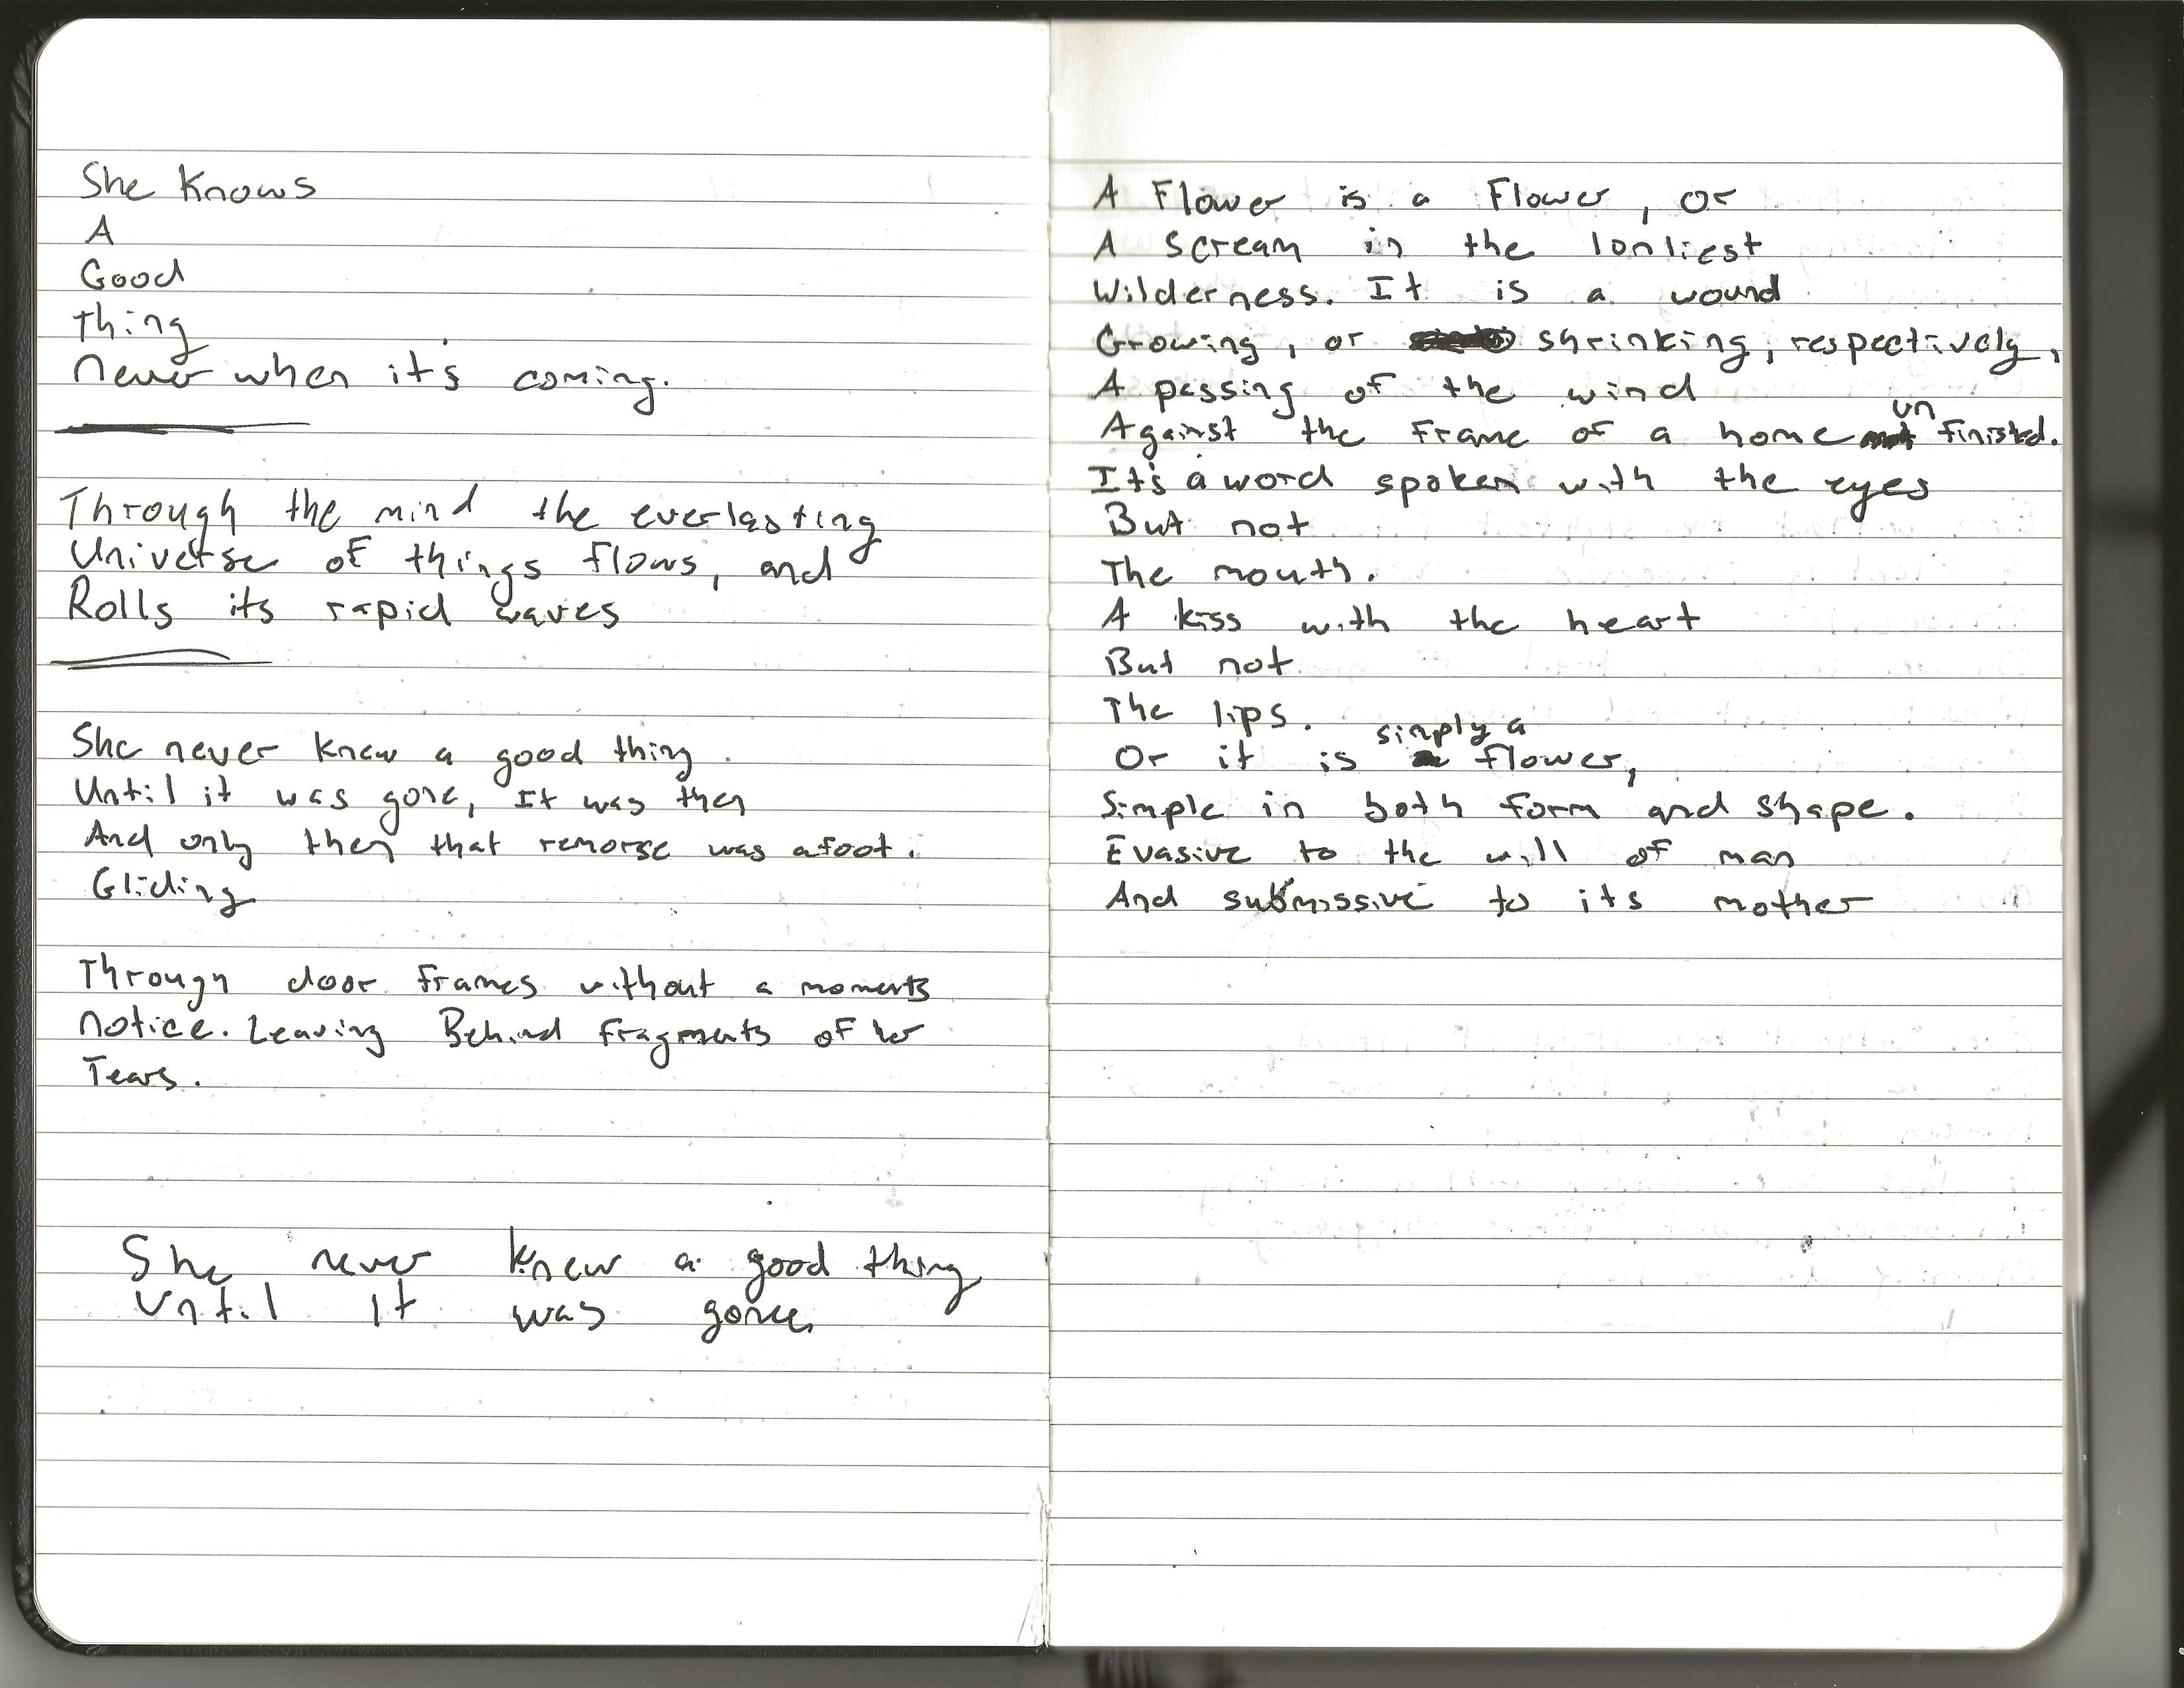 She Knows
A
Good
Thing
Never when it's coming.
Through the mind the everlasting
Universe of things flows, and
Rolls its rapid waves
She never knew a good thing
Until it was gone, It was then
And only then that remorse was afoot.
Gliding
Through door frames without a moments
notice. Leaving Behind fragments of her
Tears.
She never knew a good thing
until it was gone
A Flower is a Flower, or
A scream in the lonliest
Wilderness. It is a wound
Growing, or shrinking, respectively,
A passing of the wind
Against the frame of a home unfinished.
It's a word spoken with the eyes
But not
The mouth.
A kiss with the heart
But not
The lips.
Or it is simply a flower,
Simple in both form and shape.
Evasive to the will of man
And submissive to its mother